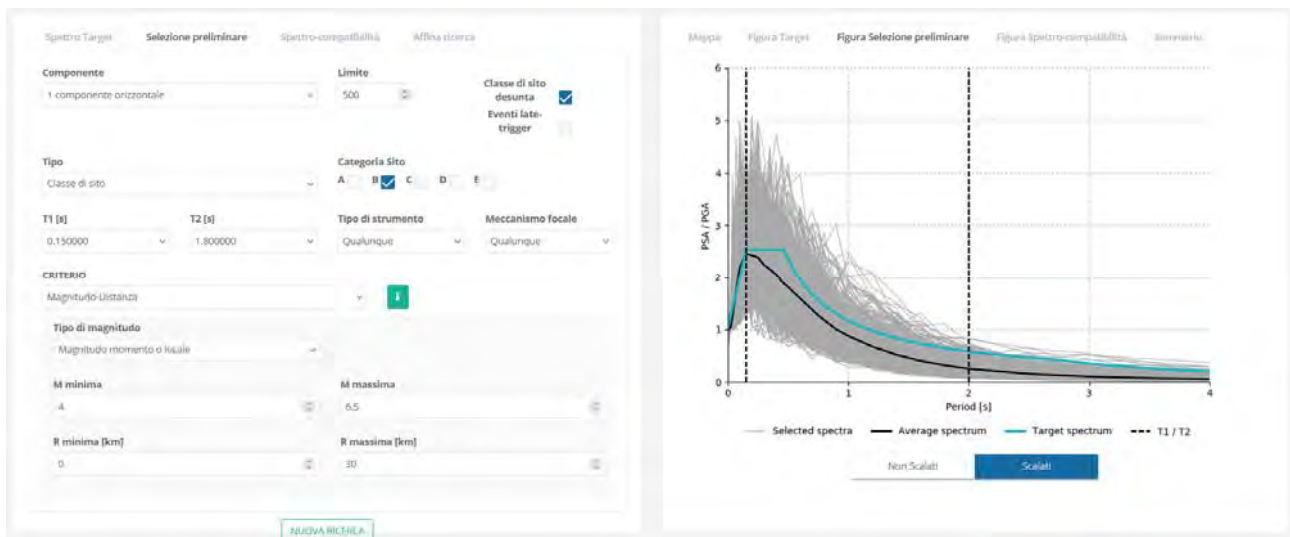 Spettro Target Selezione preliminare Spettro-compatibilità Affina ricerca
Componente Limite
1 componente orizzontale 500
Classe di sito
desunta
Eventi late-
trigger
Tipo Categoria Sito
Classe di sito A B C D E
T1 [s] T2 [s] Tipo di strumento Meccanismo focale
0.150000 1.800000 Qualunque Qualunque
CRITERIO
Magnitudo-Distanza
Tipo di magnitudo
Magnitudo momento o locale
M minima M massima
4 6.5
R minima [km] R massima [km]
0 30
NUOVA RICERCA
Mappa Figura Target Figura Selezione preliminare Figura Spettro-compatibilità Sommario
6
5
4
3
2
1
0
PSA / PGA
0 1 2 3 4
Period [s]
Selected spectra Average spectrum Target spectrum T1 / T2
Non Scalati Scalati